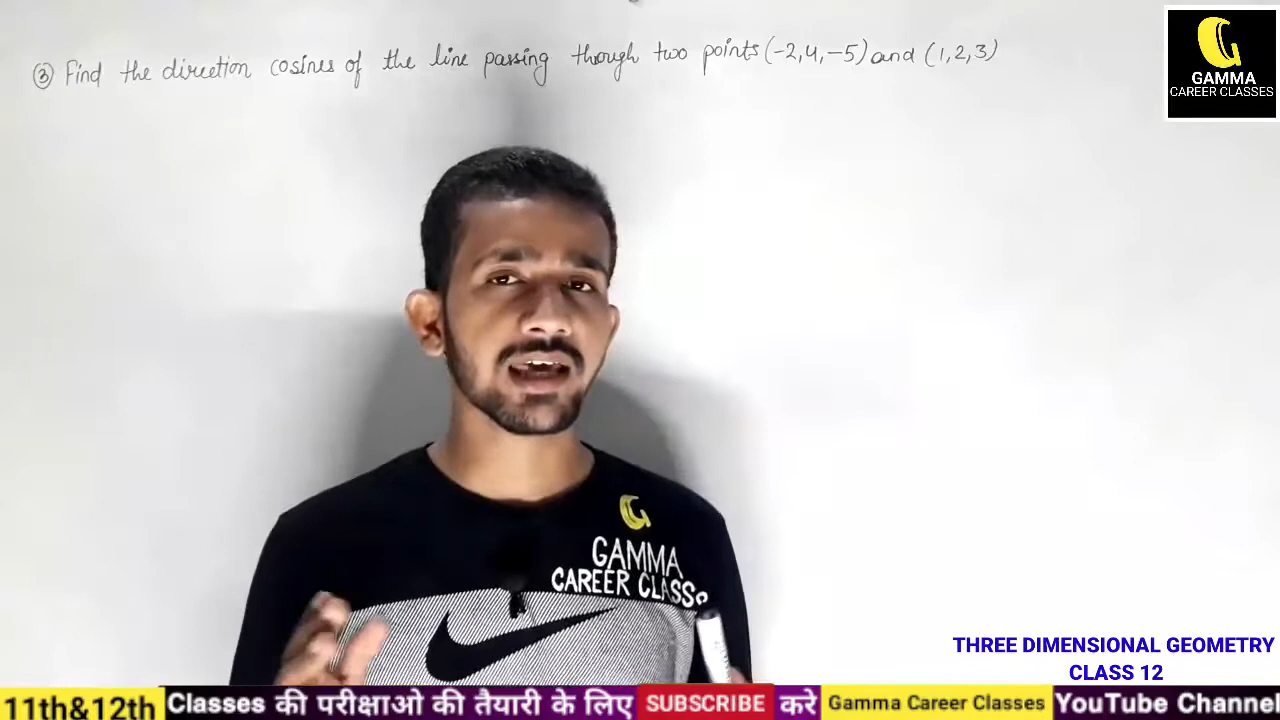 ③ Find the direction cosines of the line passing through two points (-2,4,-5) and (1,2,3)
GAMMA
CAREER CLASSES
G
GAMMA
CAREER CLASSC
THREE DIMENSIONAL GEOMETRY
CLASS 12
11th&12th Classes की परीक्षाओ की तैयारी के लिए SUBSCRIBE करे Gamma Career Classes YouTube Channel